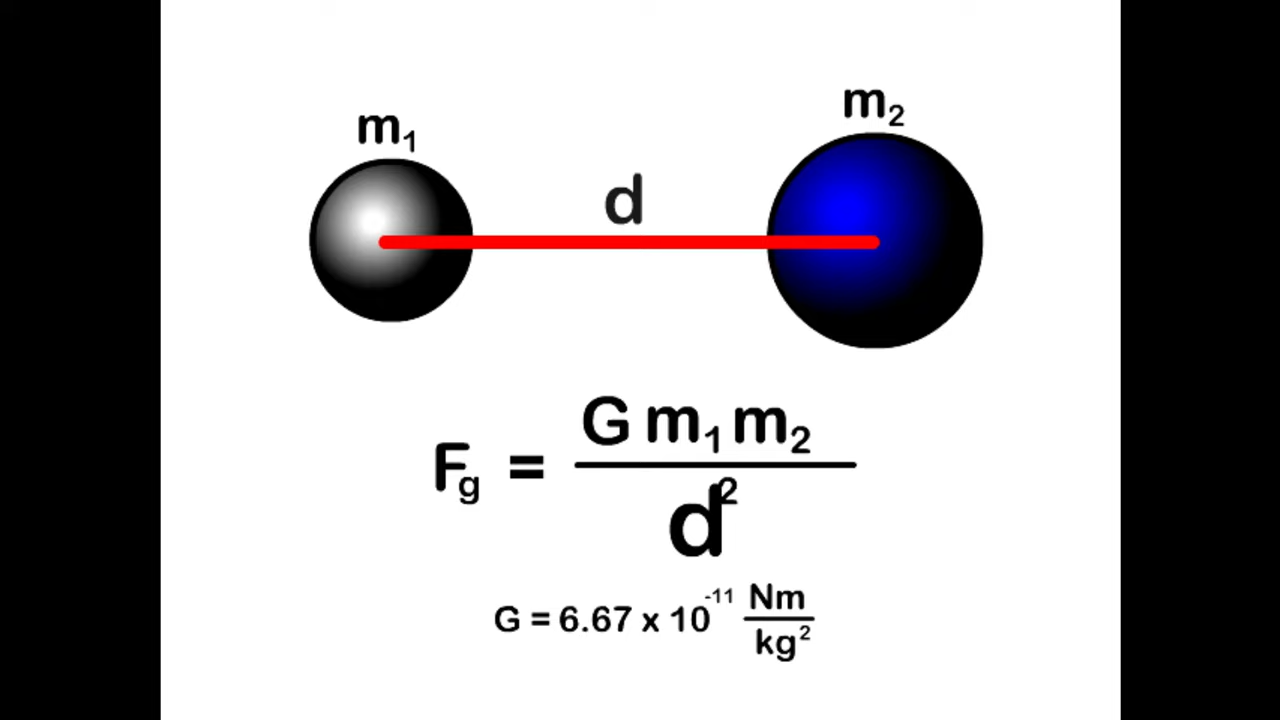 m₁
m₂
d
Fg = G m₁ m₂ / d²
G = 6.67 x 10⁻¹¹ Nm / kg²